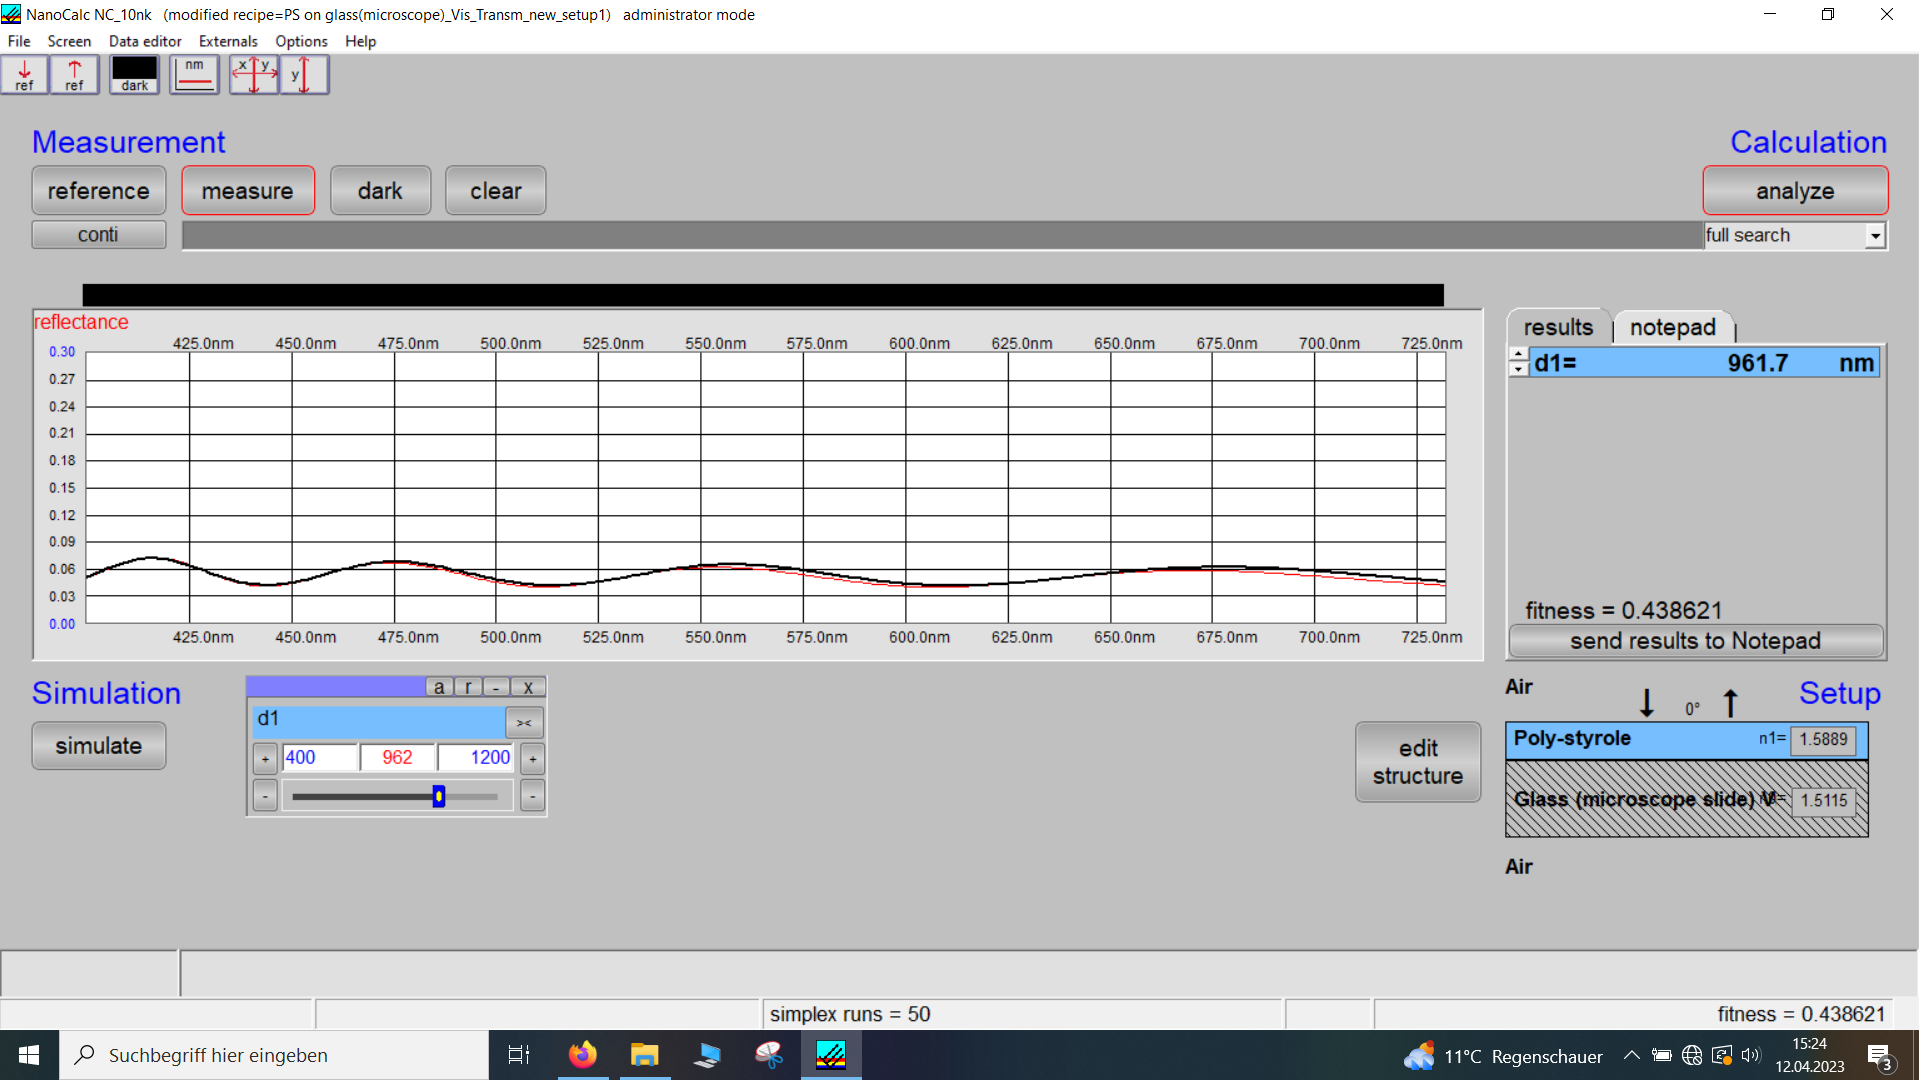 NanoCalc NC_10nk (modified recipe=PS on glass(microscope)_Vis_Transm_new_setup1) administrator mode
File Screen Data editor Externals Options Help
ref ref dark nm x y y
Measurement Calculation
reference measure dark clear analyze
conti full search
reflectance
425.0nm 450.0nm 475.0nm 500.0nm 525.0nm 550.0nm 575.0nm 600.0nm 625.0nm 650.0nm 675.0nm 700.0nm 725.0nm
0.30
0.27
0.24
0.21
0.18
0.15
0.12
0.09
0.06
0.03
0.00
425.0nm 450.0nm 475.0nm 500.0nm 525.0nm 550.0nm 575.0nm 600.0nm 625.0nm 650.0nm 675.0nm 700.0nm 725.0nm
results notepad
d1= 961.7 nm
fitness = 0.438621
send results to Notepad
Simulation
simulate
a r - x
d1 ><
+ 400 962 1200 +
- -
edit
structure
Air 0° Setup
Poly-styrole n1= 1.5889
Glass (microscope slide) V 1.5115
Air
simplex runs = 50 fitness = 0.438621
Suchbegriff hier eingeben
11°C Regenschauer
15:24
12.04.2023
3